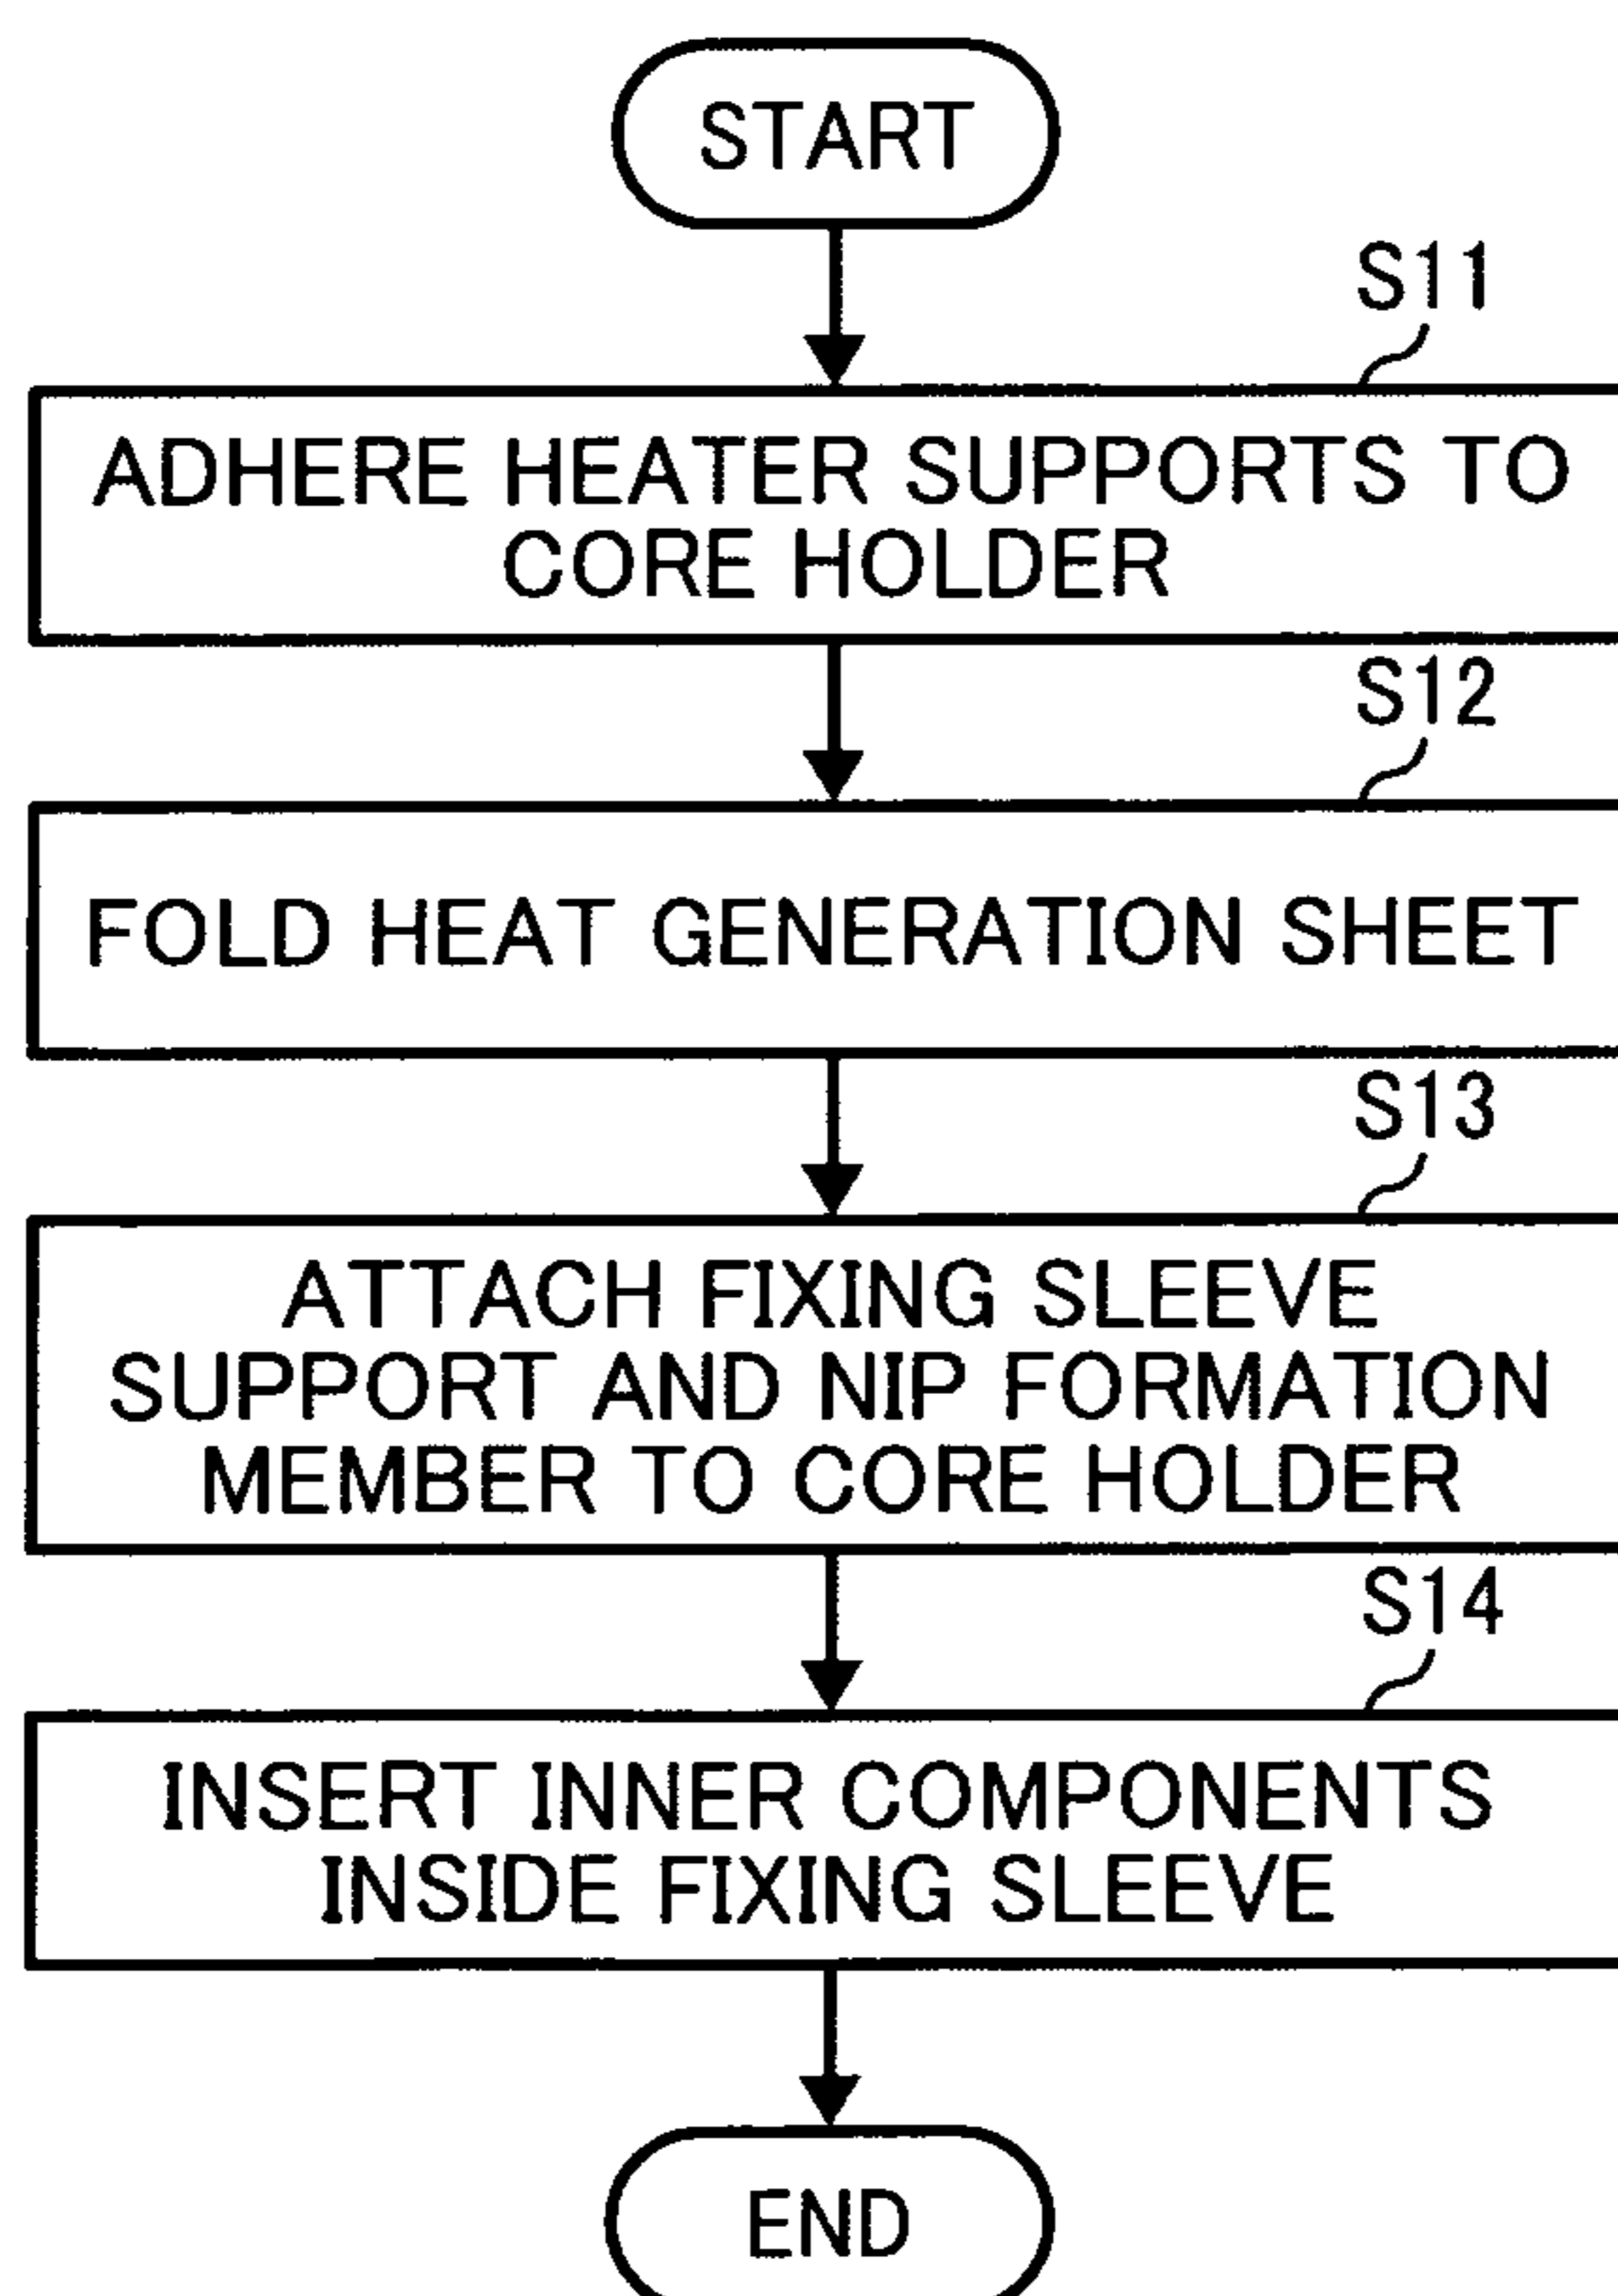 START
S11
ADHERE HEATER SUPPORTS TO
CORE HOLDER
S12
FOLD HEAT GENERATION SHEET
S13
ATTACH FIXING SLEEVE
SUPPORT AND NIP FORMATION
MEMBER TO CORE HOLDER
S14
INSERT INNER COMPONENTS
INSIDE FIXING SLEEVE
END